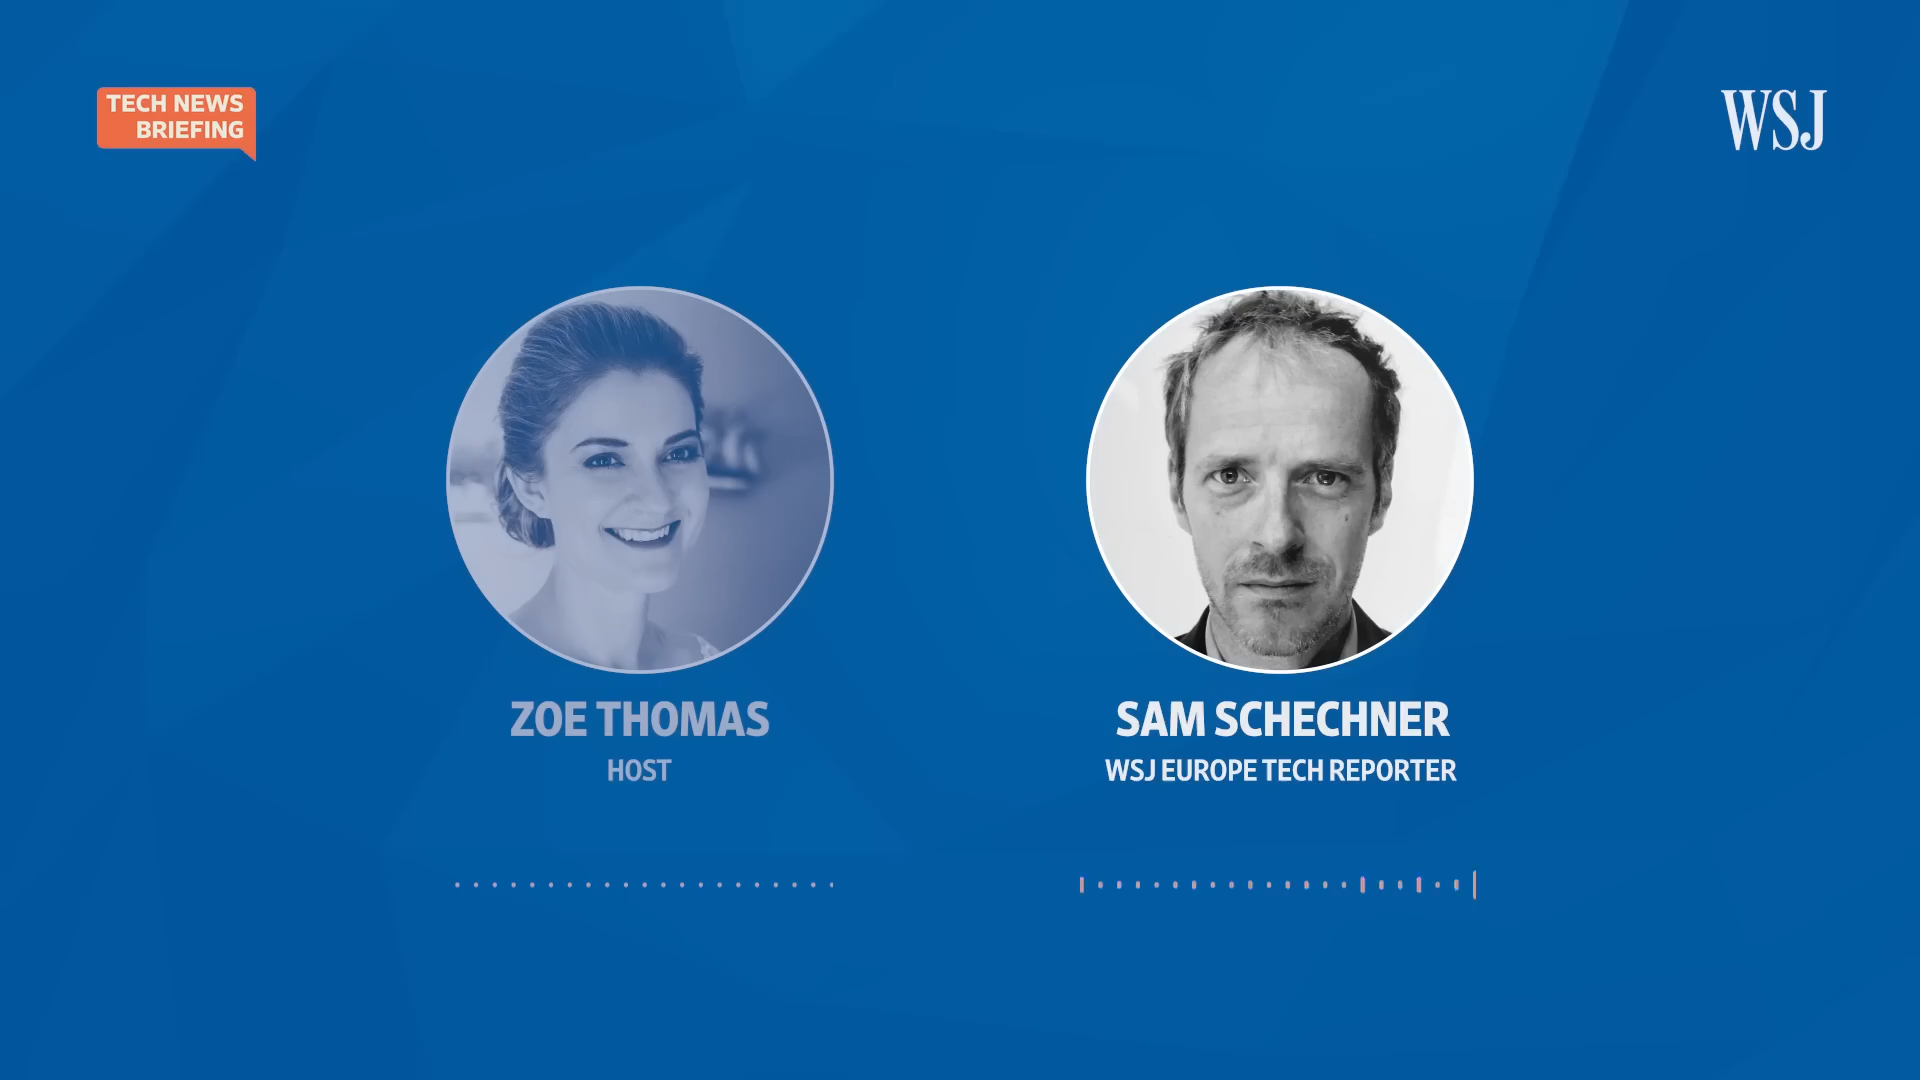 TECH NEWS
BRIEFING
WSJ
ZOE THOMAS
HOST
SAM SCHECHNER
WSJ EUROPE TECH REPORTER